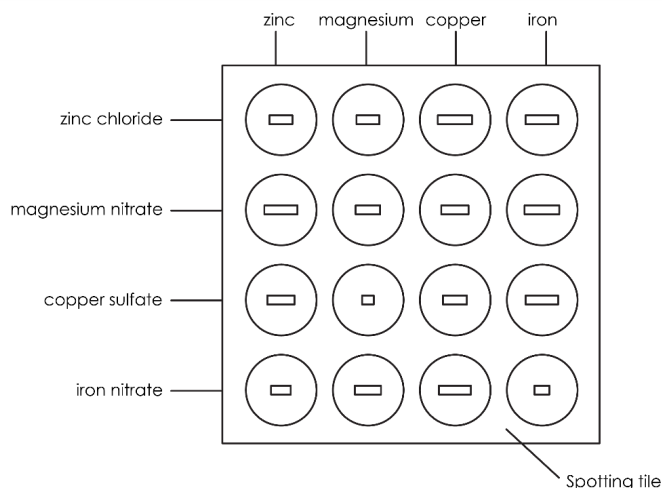 zinc magnesium copper iron
zinc chloride
magnesium nitrate
copper sulfate
iron nitrate
Spotting tile